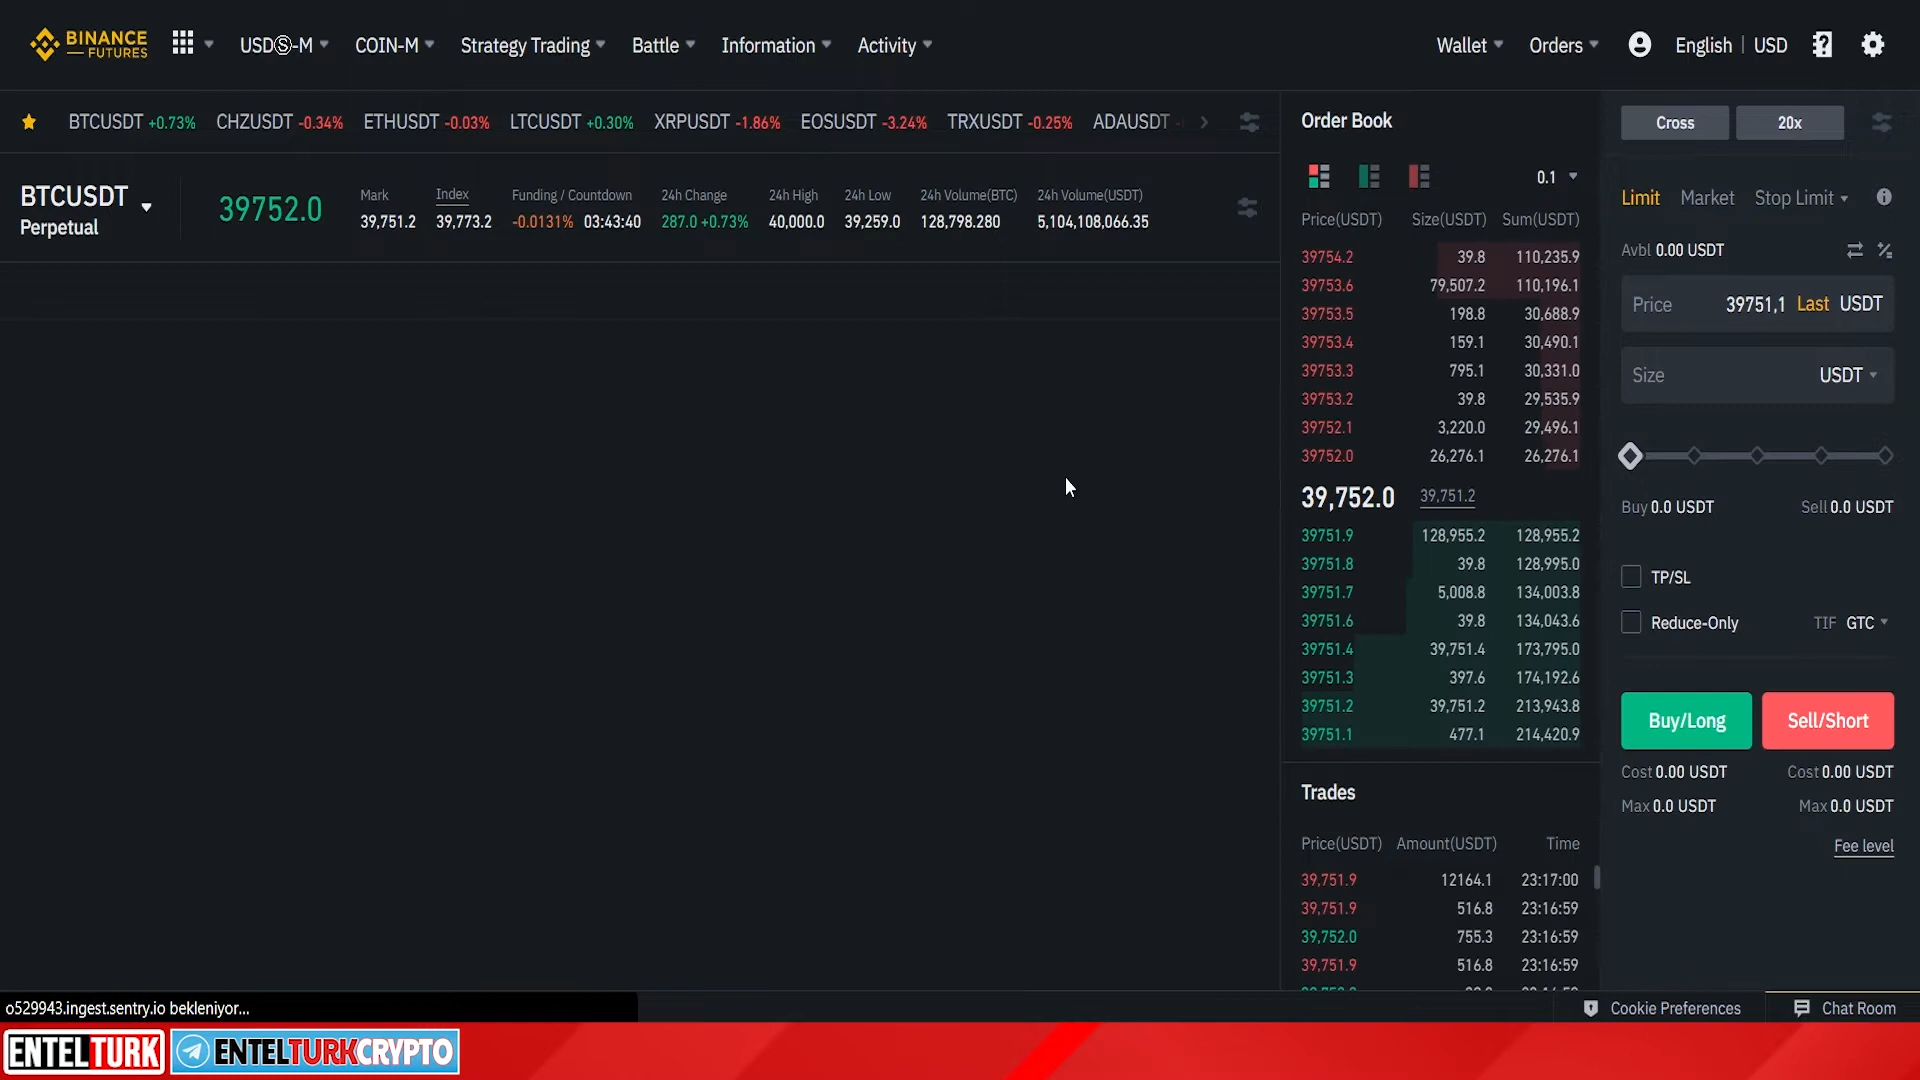 BINANCE
FUTURES
USDⓈ-M
COIN-M
Strategy Trading
Battle
Information
Activity
Wallet
Orders
English
USD
BTCUSDT +0.73%
CHZUSDT -0.34%
ETHUSDT -0.03%
LTCUSDT +0.30%
XRPUSDT -1.86%
EOSUSDT -3.24%
TRXUSDT -0.25%
ADAUSDT
BTCUSDT
Perpetual
39752.0
Mark
39,751.2
Index
39,773.2
Funding / Countdown
-0.0131% 03:43:40
24h Change
287.0 +0.73%
24h High
40,000.0
24h Low
39,259.0
24h Volume(BTC)
128,798.280
24h Volume(USDT)
5,104,108,066.35
Order Book
0.1
Price(USDT) Size(USDT) Sum(USDT)
39754.2 39.8 110,235.9
39753.6 79,507.2 110,196.1
39753.5 198.8 30,688.9
39753.4 159.1 30,490.1
39753.3 795.1 30,331.0
39753.2 39.8 29,535.9
39752.1 3,220.0 29,496.1
39752.0 26,276.1 26,276.1
39,752.0 39,751.2
39751.9 128,955.2 128,955.2
39751.8 39.8 128,995.0
39751.7 5,008.8 134,003.8
39751.6 39.8 134,043.6
39751.4 39,751.4 173,795.0
39751.3 397.6 174,192.6
39751.2 39,751.2 213,943.8
39751.1 477.1 214,420.9
Trades
Price(USDT) Amount(USDT) Time
39,751.9 12164.1 23:17:00
39,751.9 516.8 23:16:59
39,752.0 755.3 23:16:59
39,751.9 516.8 23:16:59
Cross
20x
Limit
Market
Stop Limit
Avbl 0.00 USDT
Price 39751,1 Last USDT
Size USDT
Buy 0.0 USDT
Sell 0.0 USDT
TP/SL
Reduce-Only
TIF GTC
Buy/Long
Sell/Short
Cost 0.00 USDT
Cost 0.00 USDT
Max 0.0 USDT
Max 0.0 USDT
Fee level
o529943.ingest.sentry.io bekleniyor...
Cookie Preferences
Chat Room
ENTELTURK
ENTELTURKCRYPTO